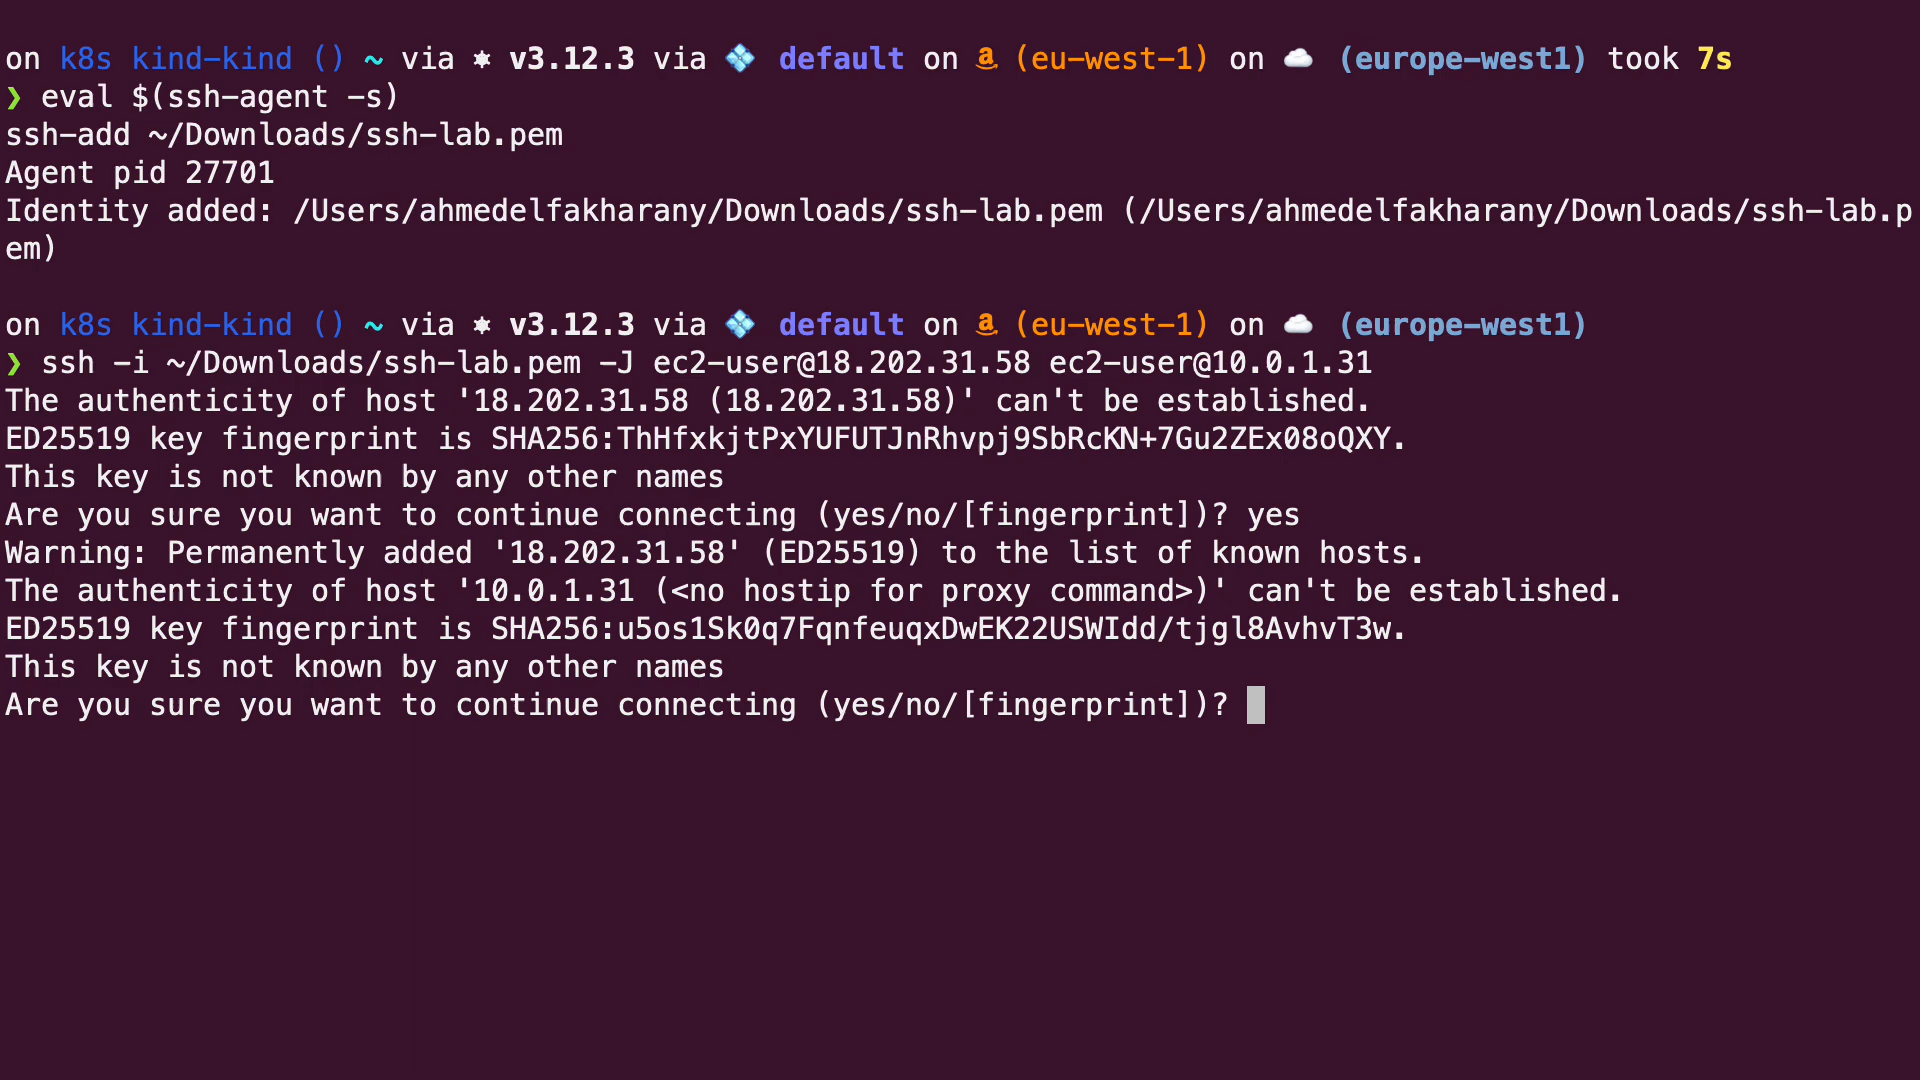 on k8s kind-kind () ~ via v3.12.3 via default on a (eu-west-1) on (europe-west1) took 7s
❯ eval $(ssh-agent -s)
ssh-add ~/Downloads/ssh-lab.pem
Agent pid 27701
Identity added: /Users/ahmedelfakharany/Downloads/ssh-lab.pem (/Users/ahmedelfakharany/Downloads/ssh-lab.p
em)
on k8s kind-kind () ~ via v3.12.3 via default on a (eu-west-1) on (europe-west1)
❯ ssh -i ~/Downloads/ssh-lab.pem -J ec2-user@18.202.31.58 ec2-user@10.0.1.31
The authenticity of host '18.202.31.58 (18.202.31.58)' can't be established.
ED25519 key fingerprint is SHA256:ThHfxkjtPxYUFUTJnRhvpj9SbRcKN+7Gu2ZEx08oQXY.
This key is not known by any other names
Are you sure you want to continue connecting (yes/no/[fingerprint])? yes
Warning: Permanently added '18.202.31.58' (ED25519) to the list of known hosts.
The authenticity of host '10.0.1.31 (<no hostip for proxy command>)' can't be established.
ED25519 key fingerprint is SHA256:u5os1Sk0q7FqnfeuqxDwEK22USWIdd/tjgl8AvhvT3w.
This key is not known by any other names
Are you sure you want to continue connecting (yes/no/[fingerprint])?